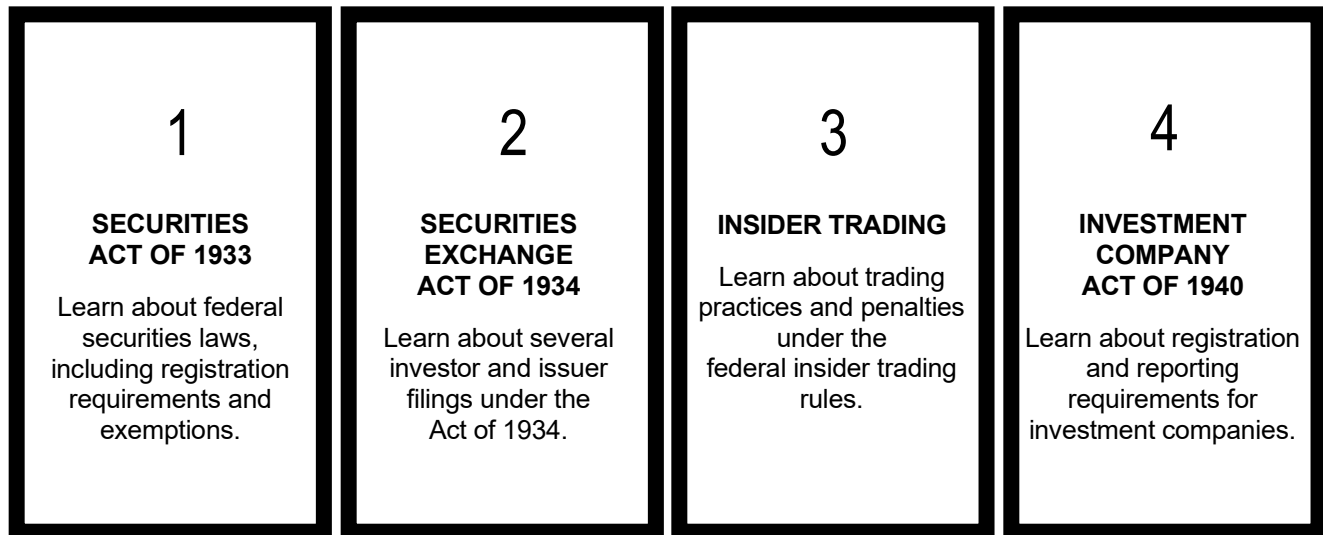 1
SECURITIES
ACT OF 1933
Learn about federal
securities laws,
including registration
requirements and
exemptions.
2
SECURITIES
EXCHANGE
ACT OF 1934
Learn about several
investor and issuer
filings under the
Act of 1934.
3
INSIDER TRADING
Learn about trading
practices and penalties
under the
federal insider trading
rules.
4
INVESTMENT
COMPANY
ACT OF 1940
Learn about registration
and reporting
requirements for
investment companies.